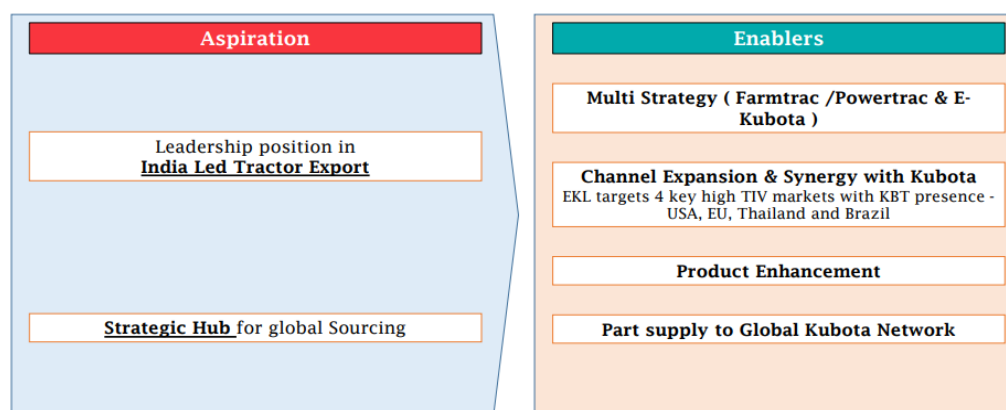 Aspiration
Leadership position in
India Led Tractor Export
Strategic Hub for global Sourcing
Enablers
Multi Strategy ( Farmtrac /Powertrac & E-
Kubota )
Channel Expansion & Synergy with Kubota
EKL targets 4 key high TIV markets with KBT presence -
USA, EU, Thailand and Brazil
Product Enhancement
Part supply to Global Kubota Network